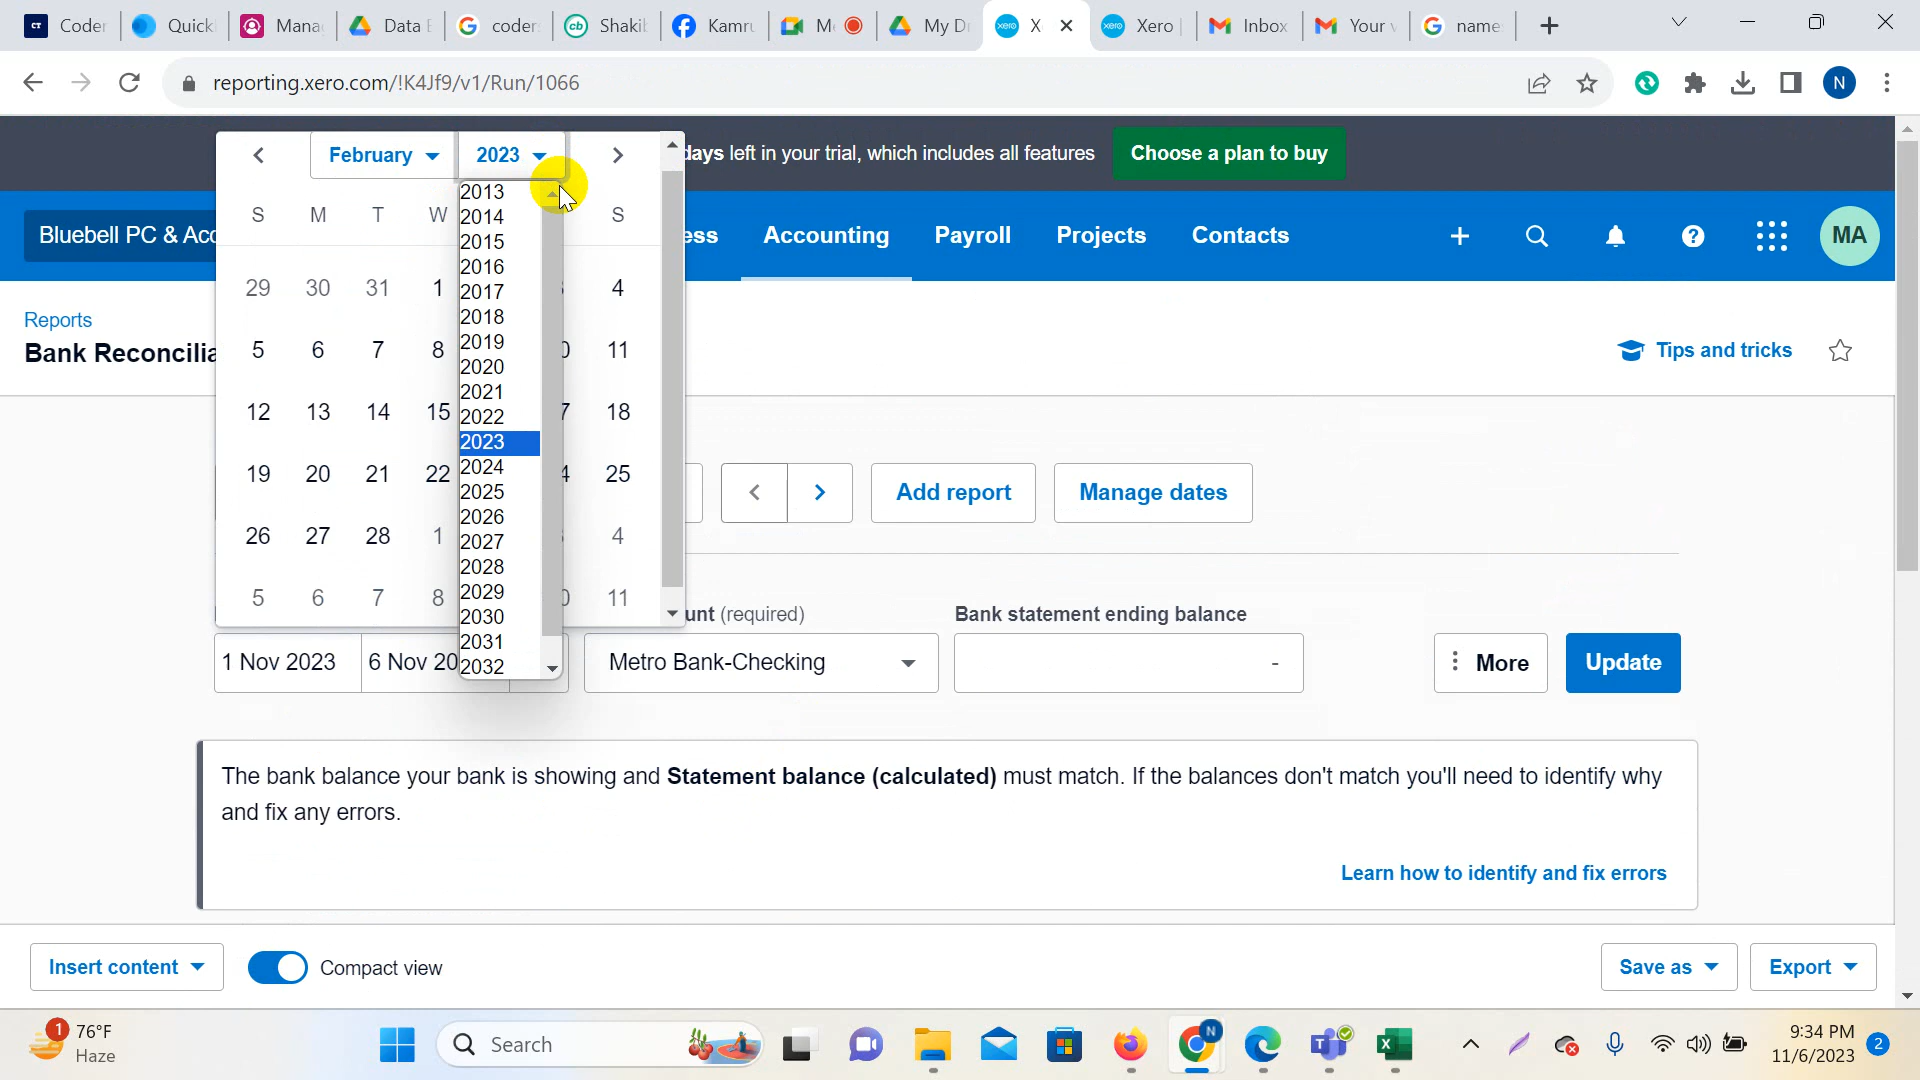 Coder
Quick
Mana
Data
coder
Shaki
Kamru
M
My D
X
Xero
Inbox
Your
name
reporting.xero.com/!K4Jf9/v1/Run/1066
N
days left in your trial, which includes all features
Choose a plan to buy
February
2023
S M T W S
2013
2014
2015
2016
2017
2018
2019
2020
2021
2022
2023
2024
2025
2026
2027
2028
2029
2030
2031
2032
29 30 31 1 4
5 6 7 8 11
12 13 14 15 18
19 20 21 22 25
26 27 28 1 4
5 6 7 8 11
Bluebell PC & Acc
ess
Accounting
Payroll
Projects
Contacts
MA
Reports
Bank Reconcilia
Tips and tricks
Add report
Manage dates
unt (required)
Bank statement ending balance
1 Nov 2023
6 Nov 20
Metro Bank-Checking
-
More
Update
The bank balance your bank is showing and Statement balance (calculated) must match. If the balances don't match you'll need to identify why
and fix any errors.
Learn how to identify and fix errors
Insert content
Compact view
Save as
Export
1
76°F
Haze
Search
N
9:34 PM
11/6/2023
2